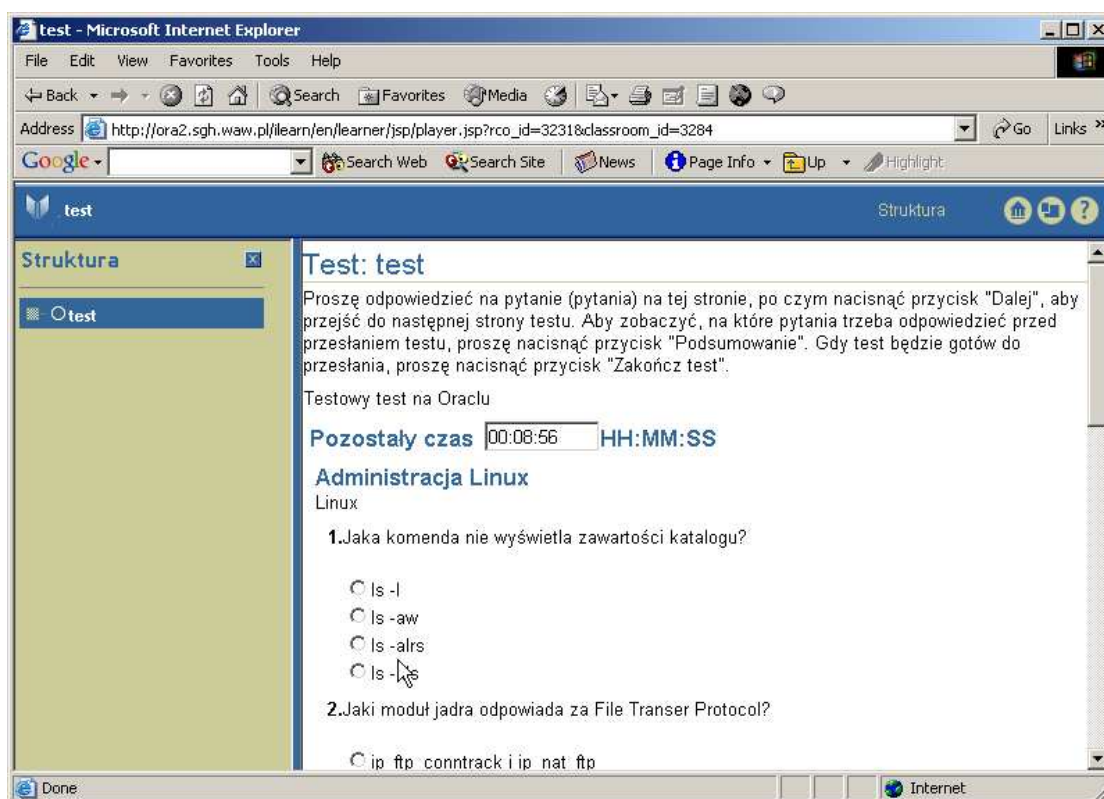 test - Microsoft Internet Explorer
File Edit View Favorites Tools Help
Back Search Favorites Media
Address http://ora2.sgh.waw.pl/ilearn/en/learner/jsp/player.jsp?rco_id=3231&classroom_id=3284 Go Links »
Google Search Web Search Site News Page Info Up Highlight
test Struktura
Struktura
test
Test: test
Proszę odpowiedzieć na pytanie (pytania) na tej stronie, po czym nacisnąć przycisk "Dalej", aby
przejść do następnej strony testu. Aby zobaczyć, na które pytania trzeba odpowiedzieć przed
przesłaniem testu, proszę nacisnąć przycisk "Podsumowanie". Gdy test będzie gotów do
przesłania, proszę nacisnąć przycisk "Zakończ test".
Testowy test na Oraclu
Pozostały czas 00:08:56 HH:MM:SS
Administracja Linux
Linux
1.Jaka komenda nie wyświetla zawartości katalogu?
ls -l
ls -aw
ls -alrs
ls
2.Jaki moduł jadra odpowiada za File Transer Protocol?
ip_ftp_conntrack i ip_nat_ftp
Done Internet